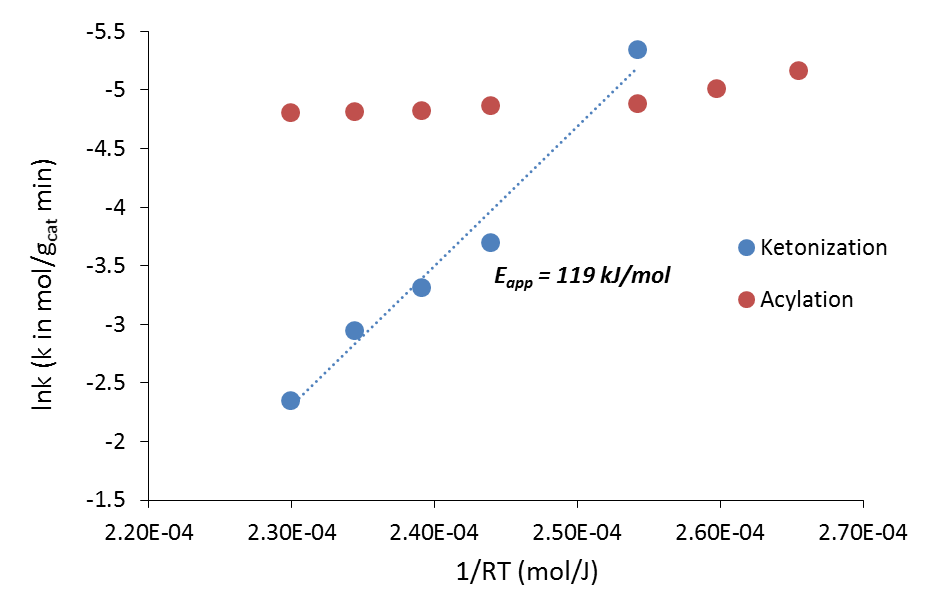 -5.5
-5
-4.5
-4
-3.5
-3
-2.5
-2
-1.5
lnk (k in mol/gcat min)
Ketonization
Acylation
Eapp = 119 kJ/mol
2.20E-04 2.30E-04 2.40E-04 2.50E-04 2.60E-04 2.70E-04
1/RT (mol/J)